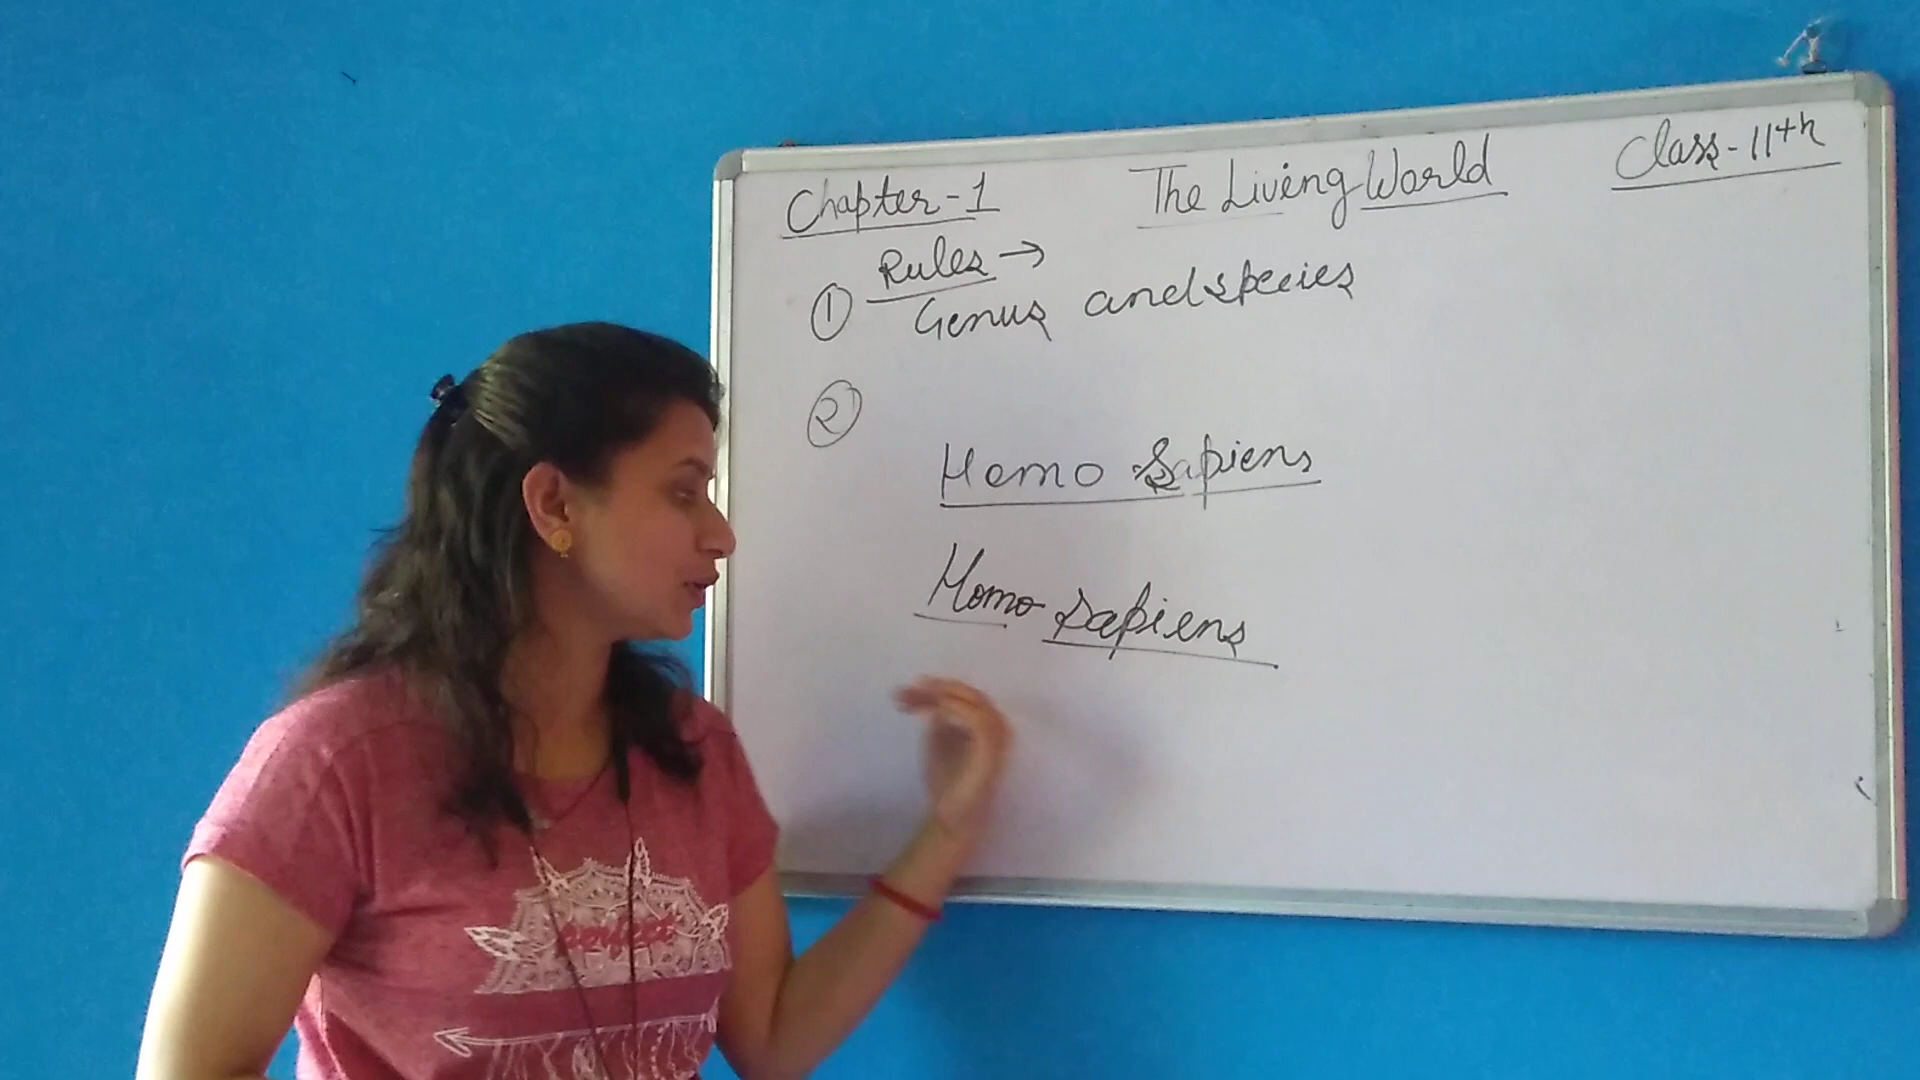 Chapter-1 The Living World Class-11th
Rules →
① Genus and species
②
Homo Sapiens
Homo sapiens